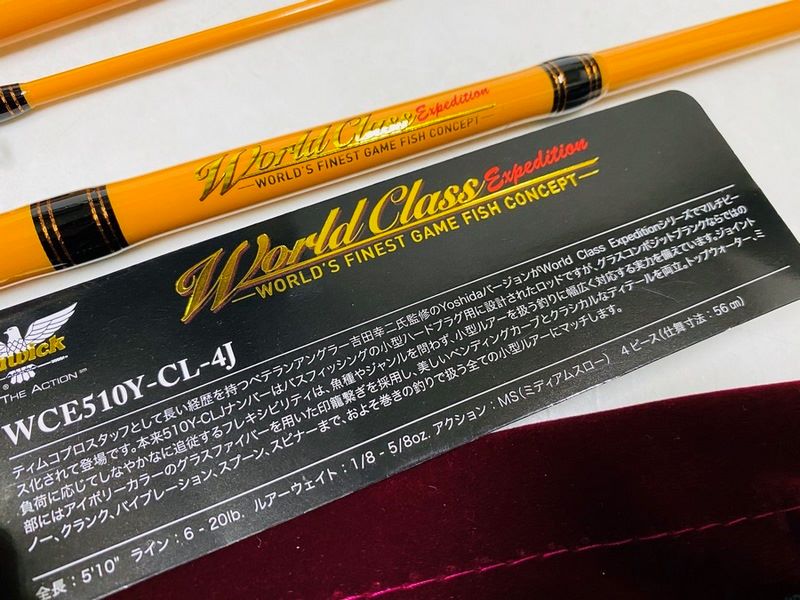 World Class Expedition
WORLD'S FINEST GAME FISH CONCEPT
World Class Expedition
WORLD'S FINEST GAME FISH CONCEPT
wick
THE ACTION
WCE510Y-CL-4J
ティムコプロスタッフとして長い経歴を持つベテランアングラー吉田幸二氏監修のYoshidaバージョンがWorld Class Expeditionシリーズでマルチピー
ス化されて登場です。本来510Y-CLJナンバーはバスフィッシングの小型ハードプラグ用に設計されたロッドですが、グラスコンポジットブランクならではの
負荷に応じてしなやかに追従するフレキシビリティは、魚種やジャンルを問わず、小型ルアーを扱う釣りに幅広く対応する実力を備えています。ジョイント
部にはアイボリーカラーのグラスファイバーを用いた印籠継ぎを採用し、美しいベンディングカーブとクラシカルなディテールを両立。トップウォーター、ミ
ノー、クランク、バイブレーション、スプーン、スピナーまで、およそ巻きの釣りで扱う全ての小型ルアーにマッチします。
全長：5'10" ライン：6 - 20lb. ルアーウェイト：1/8 - 5/8oz. アクション：MS(ミディアムスロー) 4ピース(仕舞寸法：56㎝)